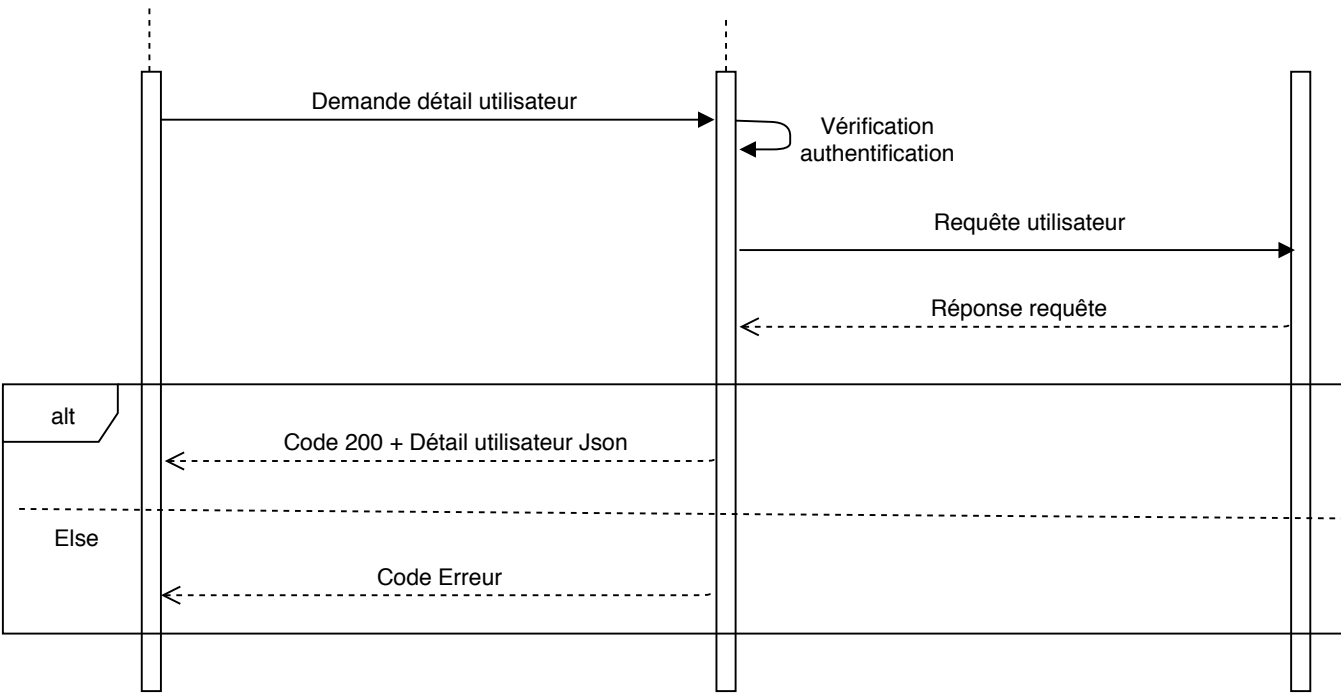 Demande détail utilisateur
Vérification
authentification
Requête utilisateur
Réponse requête
alt
Code 200 + Détail utilisateur Json
Else
Code Erreur